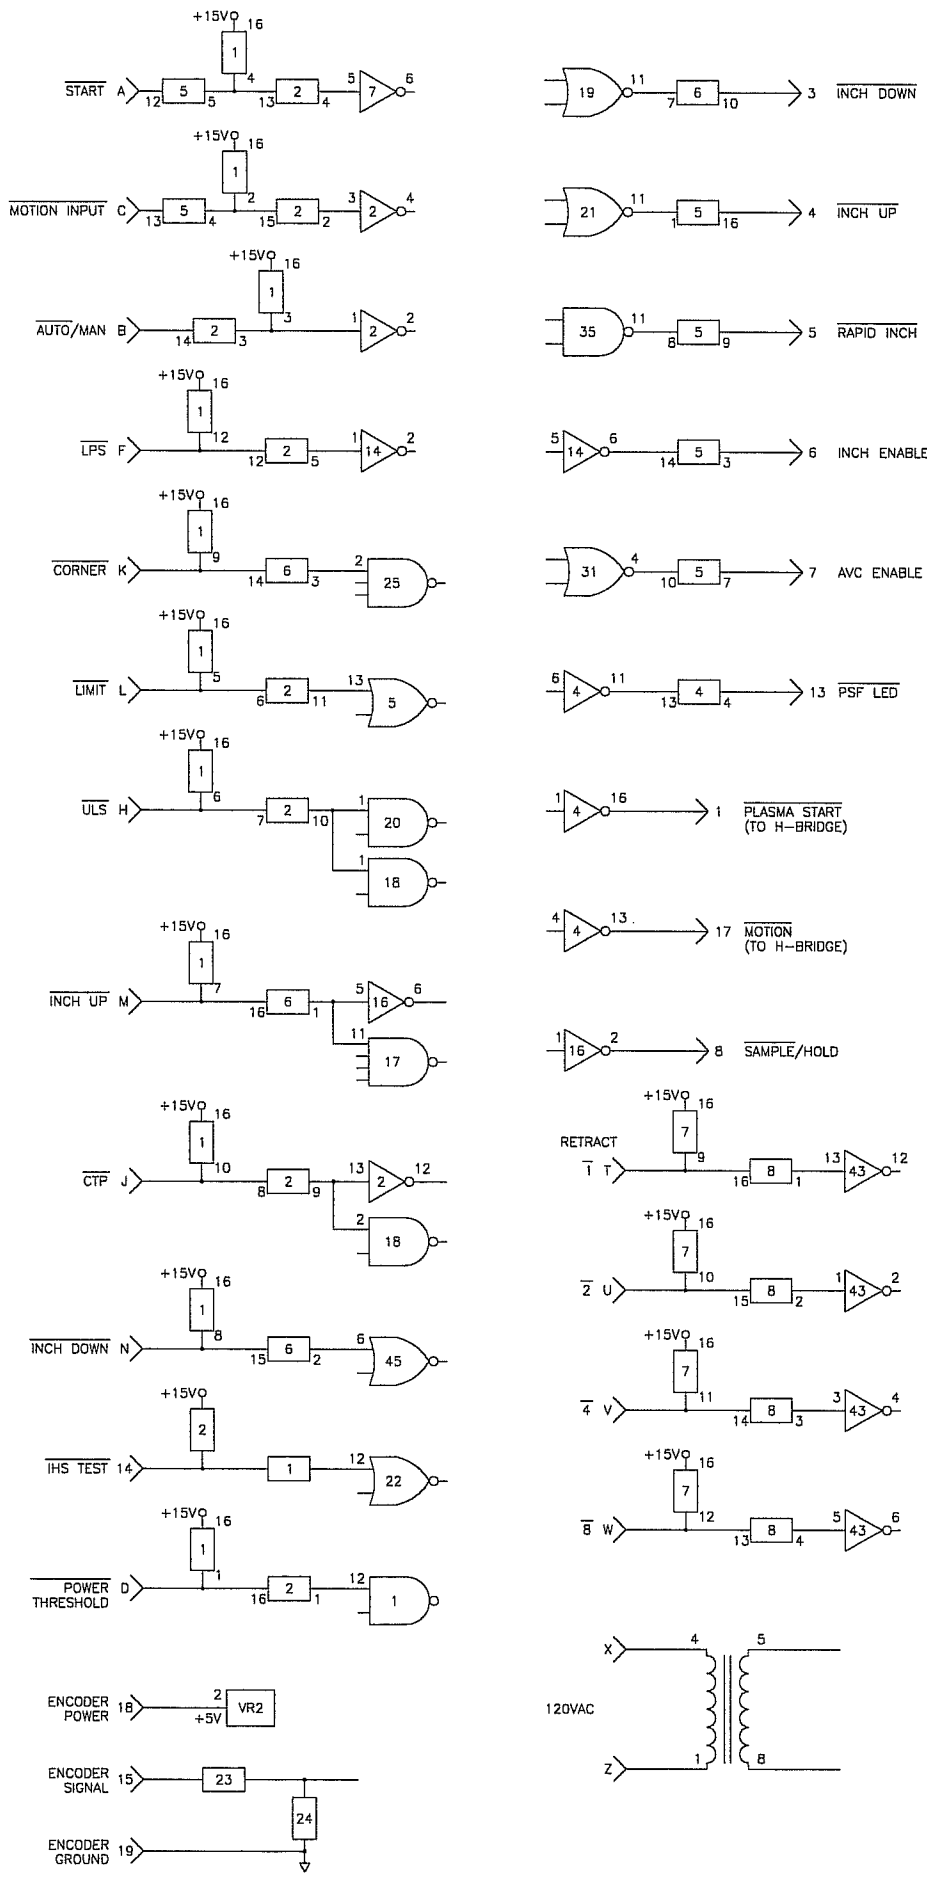 +15V 16
1
4
START A 12 5 5 13 2 4 5 7 6
+15V 16
1
2
MOTION INPUT C 13 5 4 15 2 2 3 2 4
+15V 16
1
3
AUTO/MAN B 14 2 3 1 2 2
+15V 16
1
12
LPS F 12 2 5 1 14 2
+15V 16
1
9
CORNER K 14 6 3 2 25
+15V 16
1
5
LIMIT L 6 2 11 13 5
+15V 16
1
6
ULS H 7 2 10 1 20
1 18
+15V 16
1
7
INCH UP M 16 6 1 5 16 6
11 17
+15V 16
1
10
CTP J 8 2 9 13 2 12
2 18
+15V 16
1
8
INCH DOWN N 15 6 2 6 45
+15V
2
IHS TEST 14 1 12 22
+15V 16
1
1
POWER D 16 2 1 12 1
THRESHOLD
ENCODER 18 2 VR2
POWER +5V
ENCODER 15 23
SIGNAL
24
ENCODER 19
GROUND
19 11 7 6 10 3 INCH DOWN
21 11 1 5 16 4 INCH UP
35 11 8 5 9 5 RAPID INCH
5 14 6 14 5 3 6 INCH ENABLE
31 4 10 5 7 7 AVC ENABLE
6 4 11 13 4 4 13 PSF LED
1 4 16 1 PLASMA START
(TO H-BRIDGE)
4 4 13 . 17 MOTION
(TO H-BRIDGE)
1 16 2 8 SAMPLE/HOLD
+15V 16
7
9
RETRACT
1 T 16 8 1 13 43 12
+15V 16
7
10
2 U 15 8 2 1 43 2
+15V 16
7
11
4 V 14 8 3 3 43 4
+15V 16
7
12
8 W 13 8 4 5 43 6
X 4 5
120VAC
Z 1 8